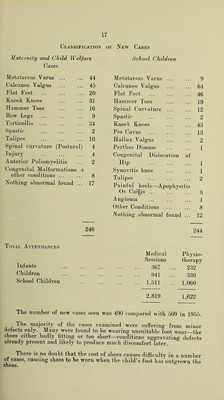 17
Classification of New Cases
Maternity and Child Welfare Cases
Metatarsus Varus ... ... 44
Calcaneo Valgus ... ... 45
Flat Feet ... ... 20
Knock Knees ... ... 31
Hammer Toes ... ... 16
Bow Legs ... ... 9
Torticollis ... ... 34
Spastic ... ... 2
Talipes ... ... 10
Spinal curvature (Postural) 4
Injury ... ... 4
Anterior Poliomyelitis ... 2
Congenital Malformations +
other conditions ... ... 8
Nothing abnormal found ... 17
246
School Children
Metatarsus Varus ... ... 9
Calcaneo Valgus ... ... 64
Flat Feet ... ... 46
Hammer Toes ... ... 19
Spinal Curvature ... ... 12
Spastic ... ... 2
Knock Knees ... ... 43
Pes Cavus ... ... 13
Hallux Valgus ... ... 2
Perthes Disease ... ... 1
Congenital Dislocation of
Hip ... ... 1
Synovitis knee ... ... 1
Talipes ... ... 2
Painful heels—Apophysitis
Os Calcis ... ... 8
Angioma ... ... 1
Other Conditions ... ... 8
Nothing abnormal found ... 12
244
Total Attendances
Medical Sessions
Physio-therapy
Infants ... 367 232
Children ... 941 330
School Children ... 1,511 1,060
2,819 1,622
The number of new cases seen was 490 compared with 509 in 1955.
The majority of the cases examined were suffering from minor
defects only. Many were found to be wearing unsuitable foot wear—the
shoes either badly fitting or too short—conditions aggravating defects
already present and likely to produce much discomfort later.
There is no doubt that the cost of shoes causes difficulty in a number
of cases, causing shoes to be worn when the child's foot has outgrown the
shoes.